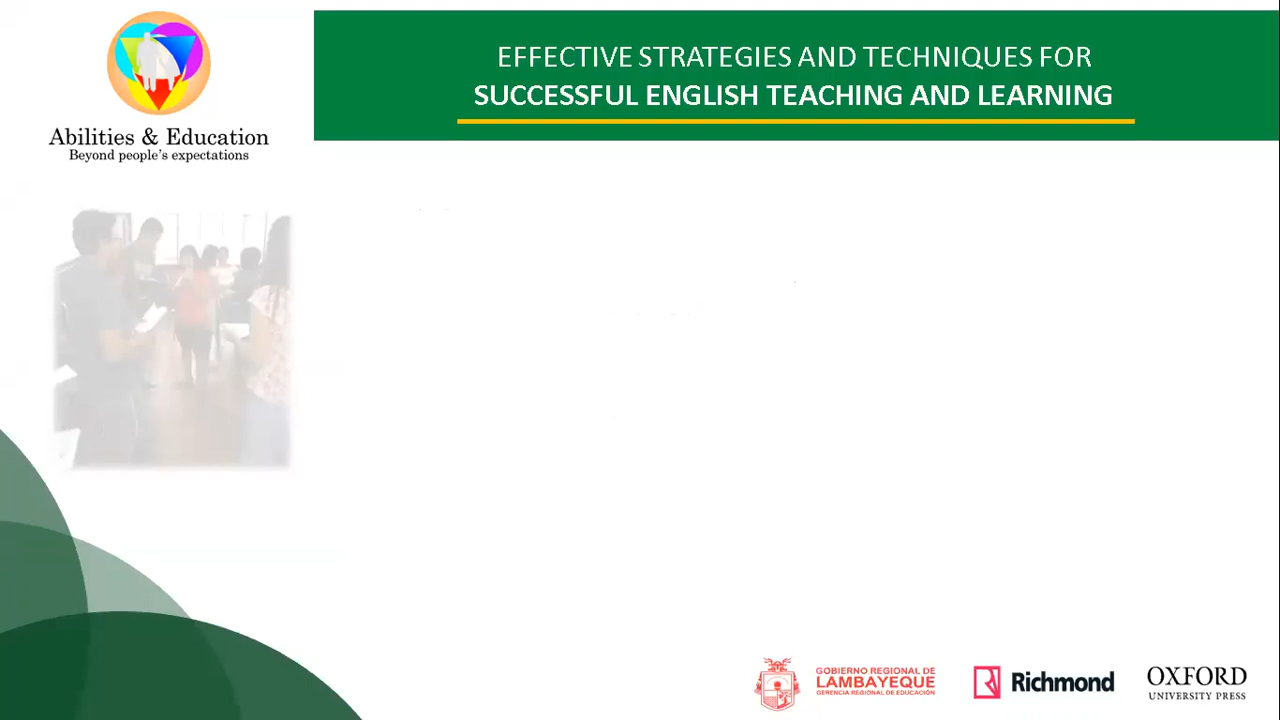 EFFECTIVE STRATEGIES AND TECHNIQUES FOR
SUCCESSFUL ENGLISH TEACHING AND LEARNING
Abilities & Education
Beyond people's expectations
GOBIERNO REGIONAL DE
LAMBAYEQUE
GERENCIA REGIONAL DE EDUCACIÓN
Richmond
OXFORD
UNIVERSITY PRESS